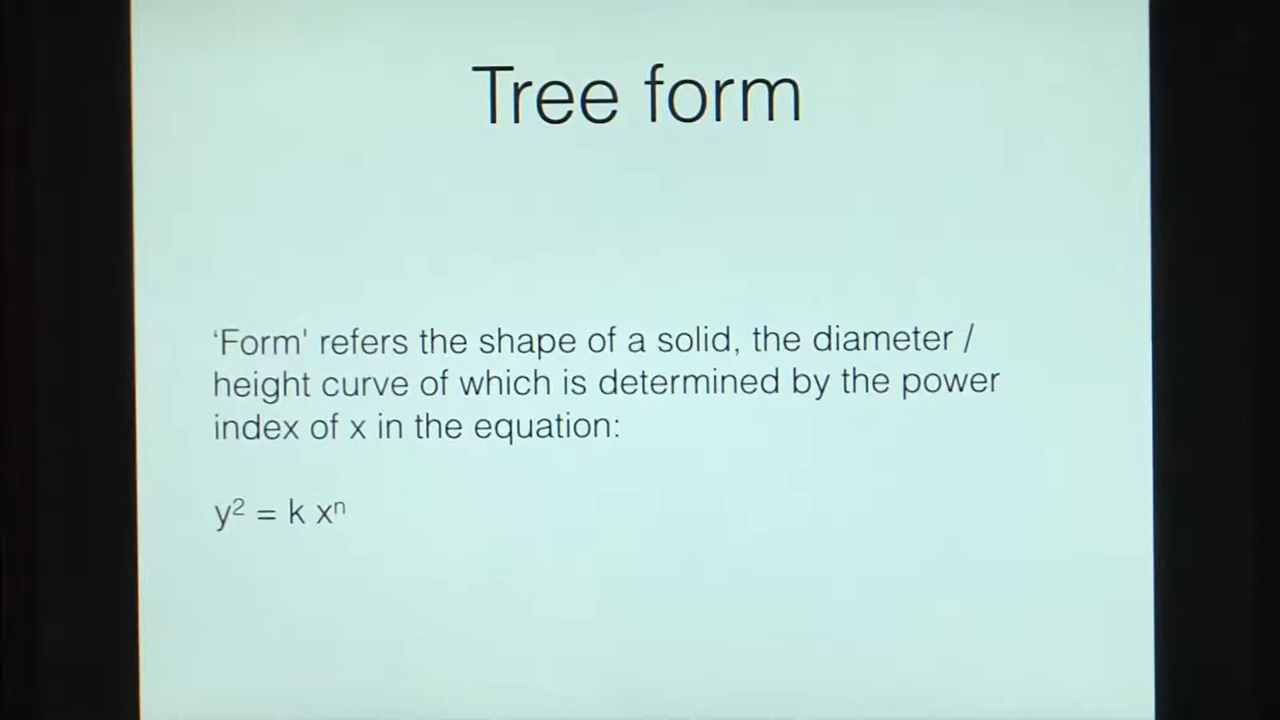 Tree form
‘Form' refers the shape of a solid, the diameter /
height curve of which is determined by the power
index of x in the equation:
y² = k xⁿ